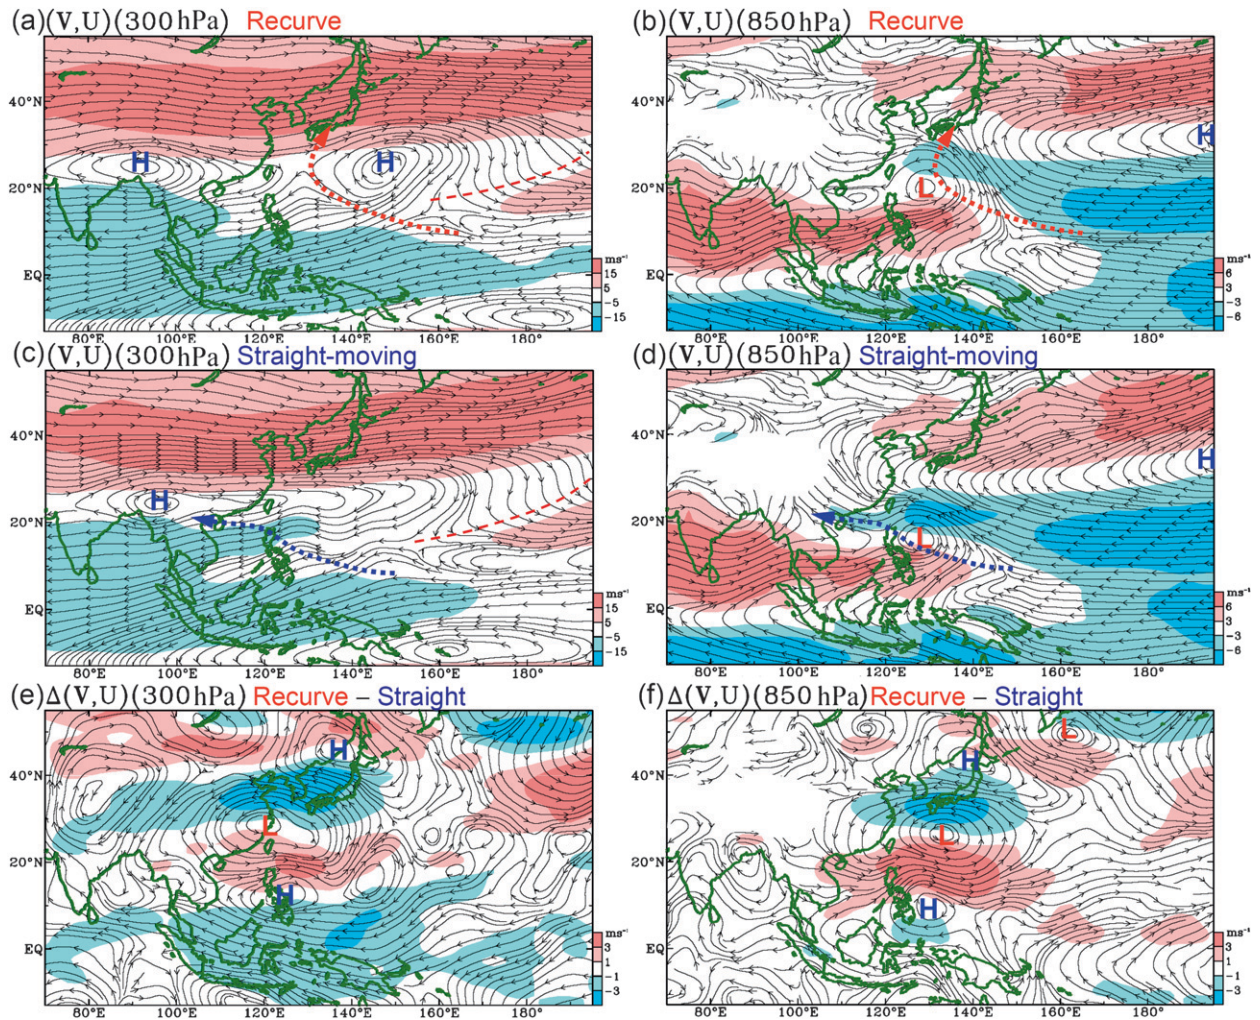 (a)(V,U)(300hPa) Recurve
(b)(V,U)(850hPa) Recurve
40°N
20°N
EQ
80°E 100°E 120°E 140°E 160°E 180°
H
H
ms⁻¹
15
5
-5
-15
40°N
20°N
EQ
80°E 100°E 120°E 140°E 160°E 180°
H
L
ms⁻¹
6
3
-3
-6
(c)(V,U)(300hPa) Straight-moving
(d)(V,U)(850hPa) Straight-moving
40°N
20°N
EQ
80°E 100°E 120°E 140°E 160°E 180°
H
ms⁻¹
15
5
-5
-15
40°N
20°N
EQ
80°E 100°E 120°E 140°E 160°E 180°
H
L
ms⁻¹
6
3
-3
-6
(e)Δ(V,U)(300hPa) Recurve – Straight
(f)Δ(V,U)(850hPa) Recurve – Straight
40°N
20°N
EQ
80°E 100°E 120°E 140°E 160°E 180°
H
L
H
ms⁻¹
3
1
-1
-3
40°N
20°N
EQ
80°E 100°E 120°E 140°E 160°E 180°
L
H
L
H
ms⁻¹
3
1
-1
-3